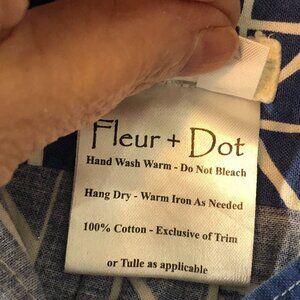 Fleur + Dot
Hand Wash Warm - Do Not Bleach
Hang Dry - Warm Iron As Needed
100% Cotton - Exclusive of Trim
or Tulle as applicable